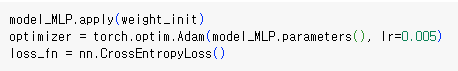 model_MLP.apply(weight_init)
optimizer = torch.optim.Adam(model_MLP.parameters(), lr=0.005)
loss_fn = nn.CrossEntropyLoss()